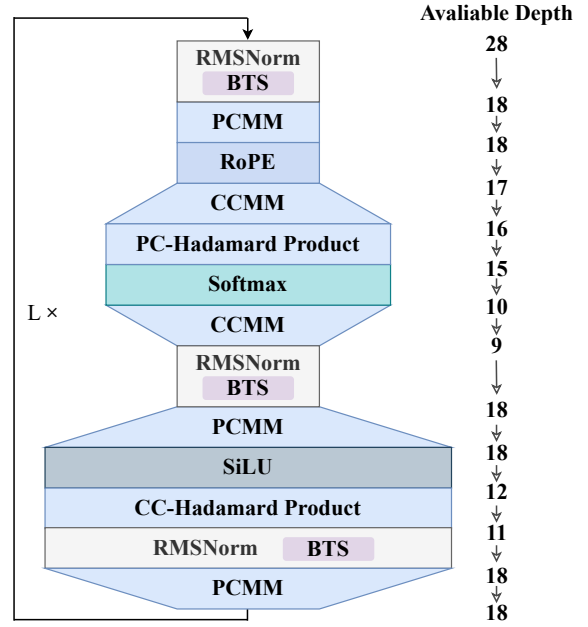 Avaliable Depth
28
RMSNorm
BTS
18
PCMM
18
RoPE
17
CCMM
16
PC-Hadamard Product
15
Softmax
10
CCMM
9
L ×
RMSNorm
BTS
18
PCMM
18
SiLU
12
CC-Hadamard Product
11
RMSNorm BTS
18
PCMM
18